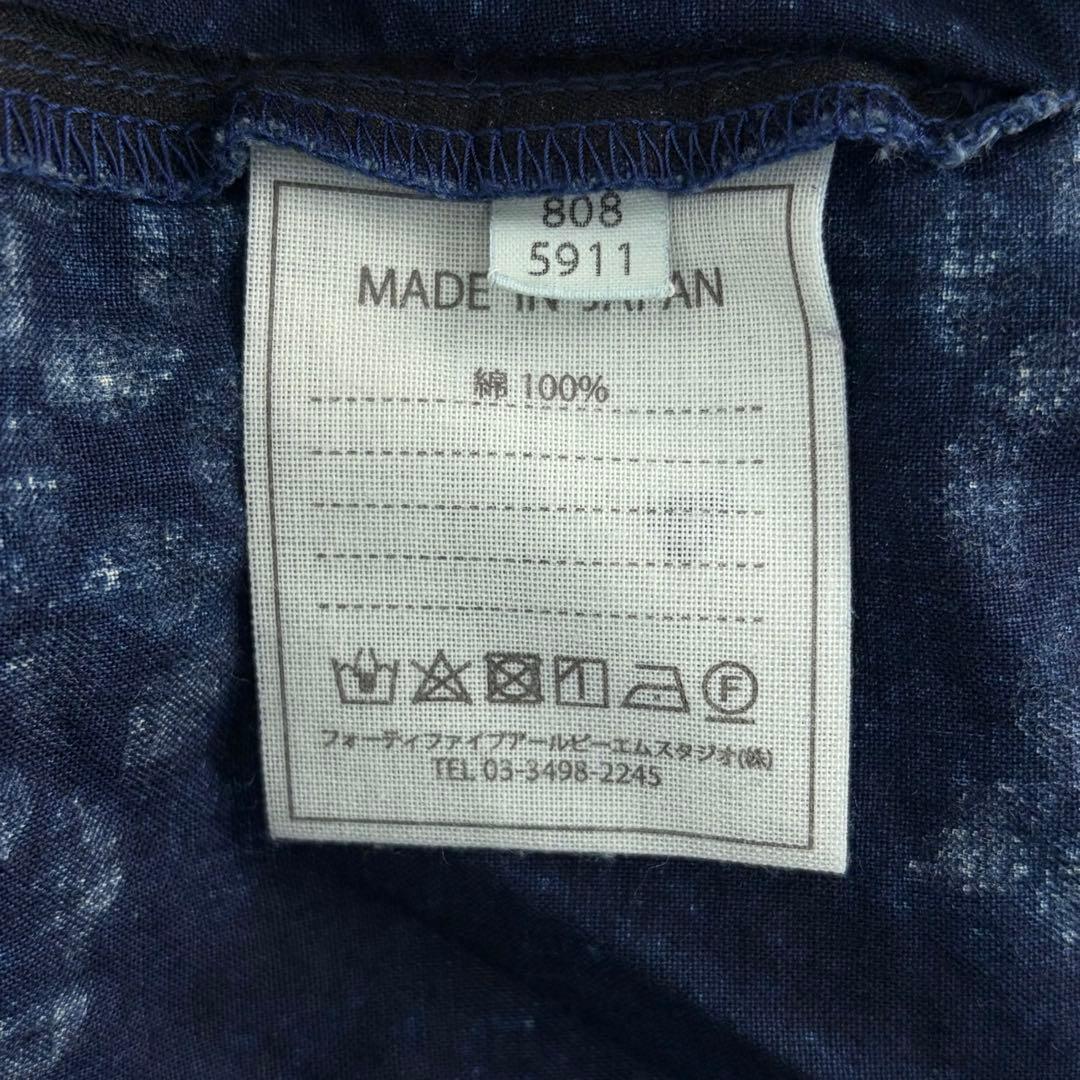 808
5911
MADE IN JAPAN
綿 100%
F
フォーティファイブアールピーエムスタジオ(株)
TEL 03-3498-2245